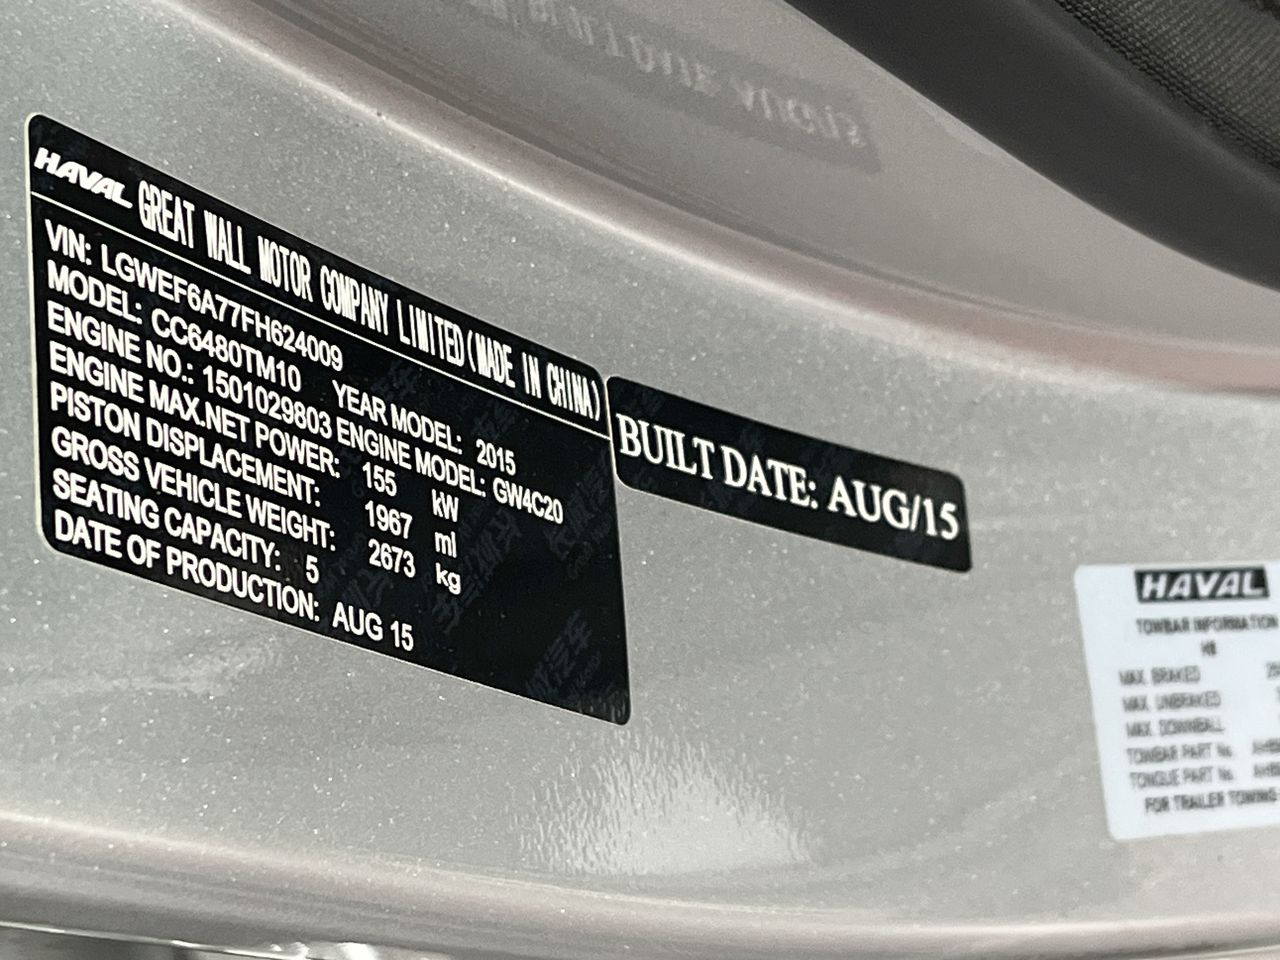 HAVAL GREAT WALL MOTOR COMPANY LIMITED(MADE IN CHINA)
VIN: LGWEF6A77FH624009
MODEL: CC6480TM10 YEAR MODEL: 2015
ENGINE NO.: 1501029803 ENGINE MODEL: GW4C20
ENGINE MAX.NET POWER: 155 kW
PISTON DISPLACEMENT: 1967 ml
GROSS VEHICLE WEIGHT: 2673 kg
SEATING CAPACITY: 5
DATE OF PRODUCTION: AUG 15
BUILT DATE: AUG/15
HAVAL
TOWBAR INFORMATION
MAX. BRAKED
MAX. UNBRAKED
MAX. DOWNBALL
TOWBAR PART No.
TONGUE PART No.
FOR TRAILER TOWING